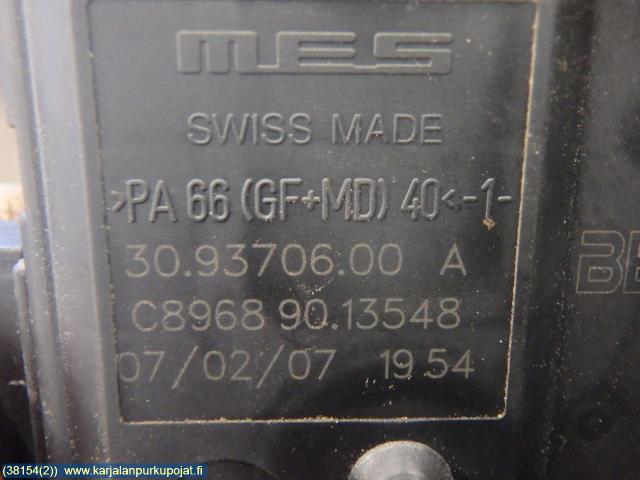 MES
SWISS MADE
>PA 66 (GF+MD) 40<-1-
30.93706.00 A
C8968 90.13548
07/02/07 19 54
(38154(2)) www.karjalanpurkupojat.fi